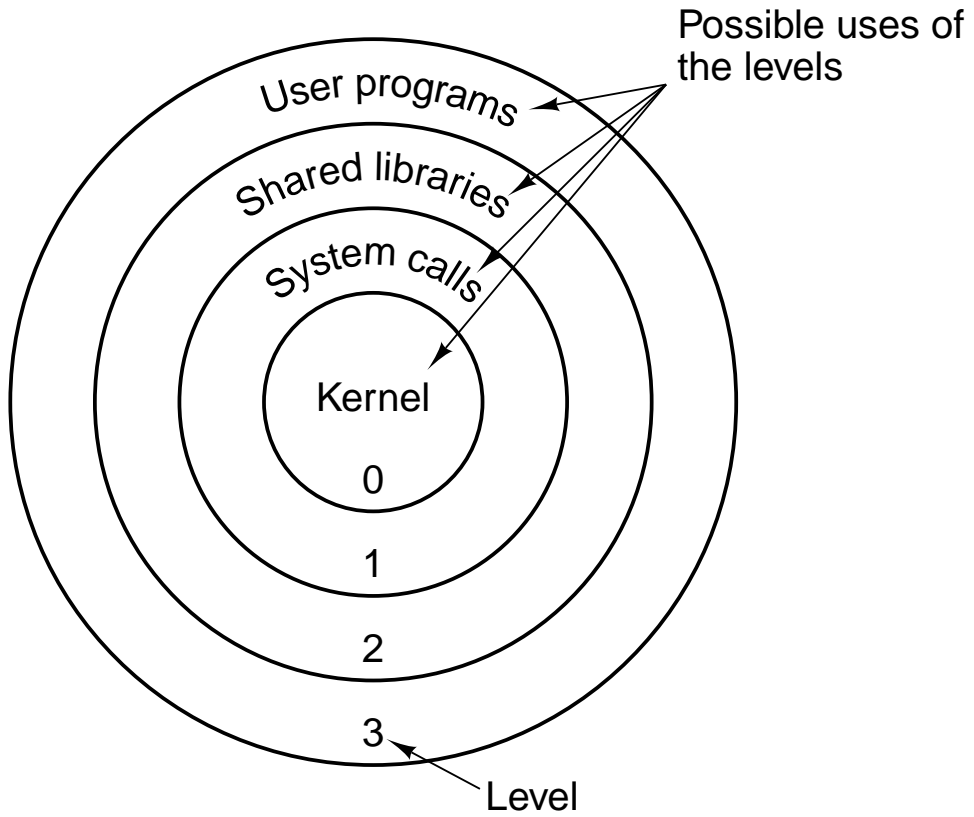 Possible uses of
the levels
User programs
Shared libraries
System calls
Kernel
0
1
2
3
Level